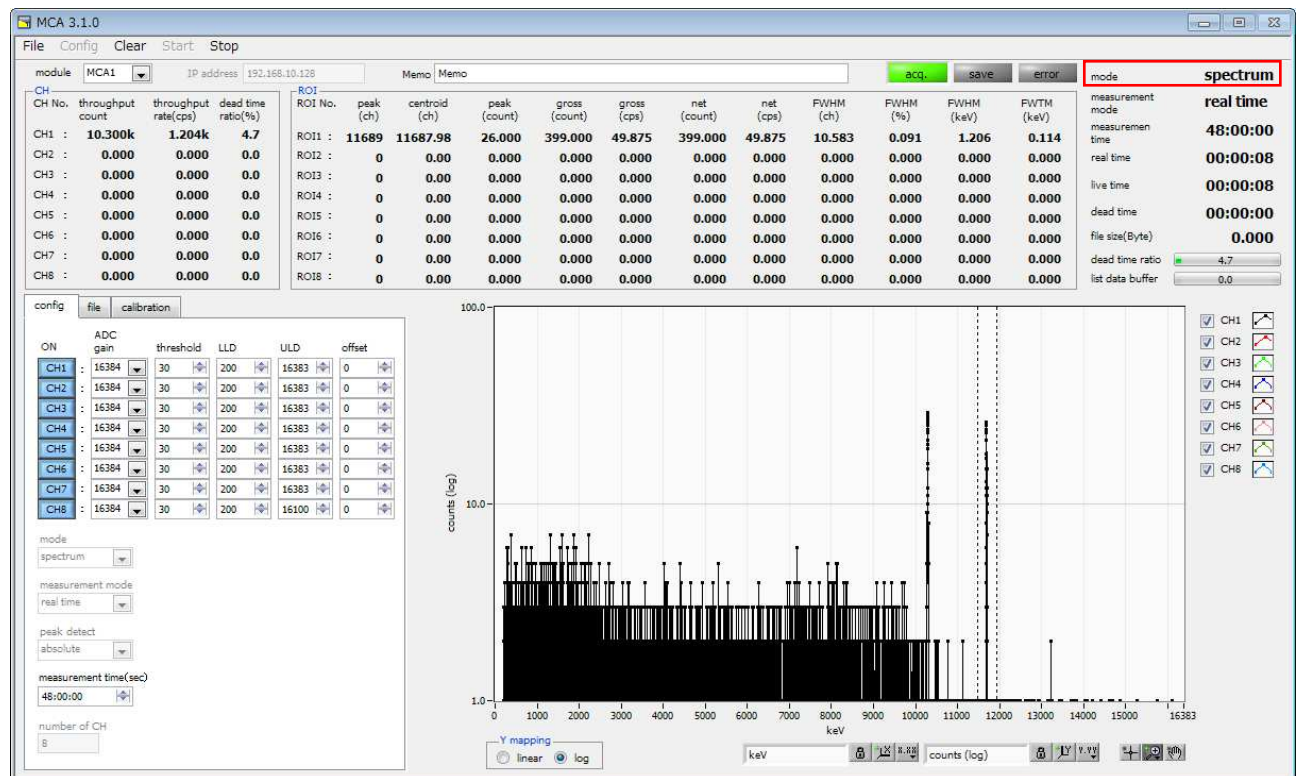 MCA 3.1.0
File Config Clear Start Stop
module MCA1 IP address 192.168.10.128 Memo Memo acq. save error mode spectrum
CH
CH No. throughput count throughput rate(cps) dead time ratio(%)
CH1 : 10.300k 1.204k 4.7
CH2 : 0.000 0.000 0.0
CH3 : 0.000 0.000 0.0
CH4 : 0.000 0.000 0.0
CH5 : 0.000 0.000 0.0
CH6 : 0.000 0.000 0.0
CH7 : 0.000 0.000 0.0
CH8 : 0.000 0.000 0.0
ROI
ROI No. peak (ch) centroid (ch) peak (count) gross (count) gross (cps) net (count) net (cps) FWHM (ch) FWHM (%) FWHM (keV) FWTM (keV)
ROI1 : 11689 11687.98 26.000 399.000 49.875 399.000 49.875 10.583 0.091 1.206 0.114
ROI2 : 0 0.00 0.000 0.000 0.000 0.000 0.000 0.000 0.000 0.000 0.000
ROI3 : 0 0.00 0.000 0.000 0.000 0.000 0.000 0.000 0.000 0.000 0.000
ROI4 : 0 0.00 0.000 0.000 0.000 0.000 0.000 0.000 0.000 0.000 0.000
ROI5 : 0 0.00 0.000 0.000 0.000 0.000 0.000 0.000 0.000 0.000 0.000
ROI6 : 0 0.00 0.000 0.000 0.000 0.000 0.000 0.000 0.000 0.000 0.000
ROI7 : 0 0.00 0.000 0.000 0.000 0.000 0.000 0.000 0.000 0.000 0.000
ROI8 : 0 0.00 0.000 0.000 0.000 0.000 0.000 0.000 0.000 0.000 0.000
measurement mode real time
measuremen time 48:00:00
real time 00:00:08
live time 00:00:08
dead time 00:00:00
file size(Byte) 0.000
dead time ratio 4.7
list data buffer 0.0
config file calibration
ON ADC gain threshold LLD ULD offset
CH1 : 16384 30 200 16383 0
CH2 : 16384 30 200 16383 0
CH3 : 16384 30 200 16383 0
CH4 : 16384 30 200 16383 0
CH5 : 16384 30 200 16383 0
CH6 : 16384 30 200 16383 0
CH7 : 16384 30 200 16383 0
CH8 : 16384 30 200 16100 0
mode
spectrum
measurement mode
real time
peak detect
absolute
measurement time(sec)
48:00:00
number of CH
8
100.0
10.0
1.0
counts (log)
0 1000 2000 3000 4000 5000 6000 7000 8000 9000 10000 11000 12000 13000 14000 15000 16383
keV
CH1
CH2
CH3
CH4
CH5
CH6
CH7
CH8
Y mapping
linear log
keV X.XX counts (log) Y.YY